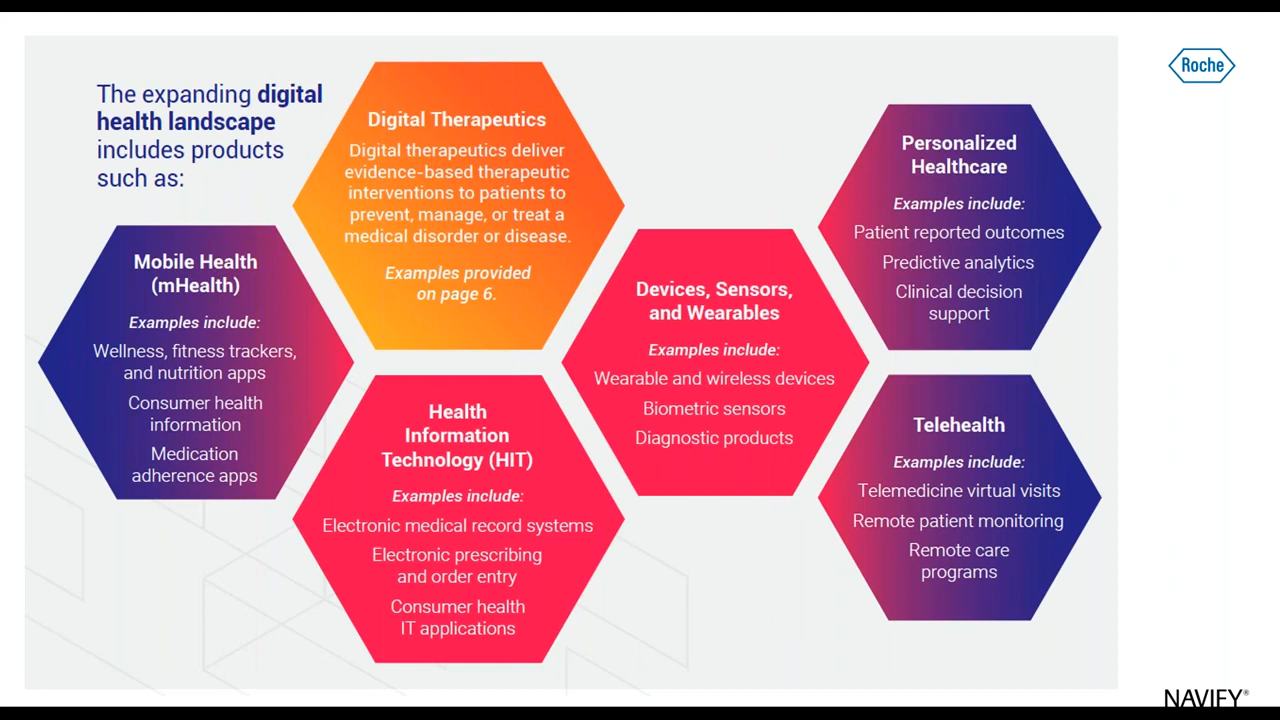 The expanding digital
health landscape
includes products
such as:
Digital Therapeutics
Digital therapeutics deliver
evidence-based therapeutic
interventions to patients to
prevent, manage, or treat a
medical disorder or disease.
Examples provided
on page 6.
Mobile Health
(mHealth)
Examples include:
Wellness, fitness trackers,
and nutrition apps
Consumer health
information
Medication
adherence apps
Health
Information
Technology (HIT)
Examples include:
Electronic medical record systems
Electronic prescribing
and order entry
Consumer health
IT applications
Devices, Sensors,
and Wearables
Examples include:
Wearable and wireless devices
Biometric sensors
Diagnostic products
Personalized
Healthcare
Examples include:
Patient reported outcomes
Predictive analytics
Clinical decision
support
Telehealth
Examples include:
Telemedicine virtual visits
Remote patient monitoring
Remote care
programs
Roche
NAVIFY®